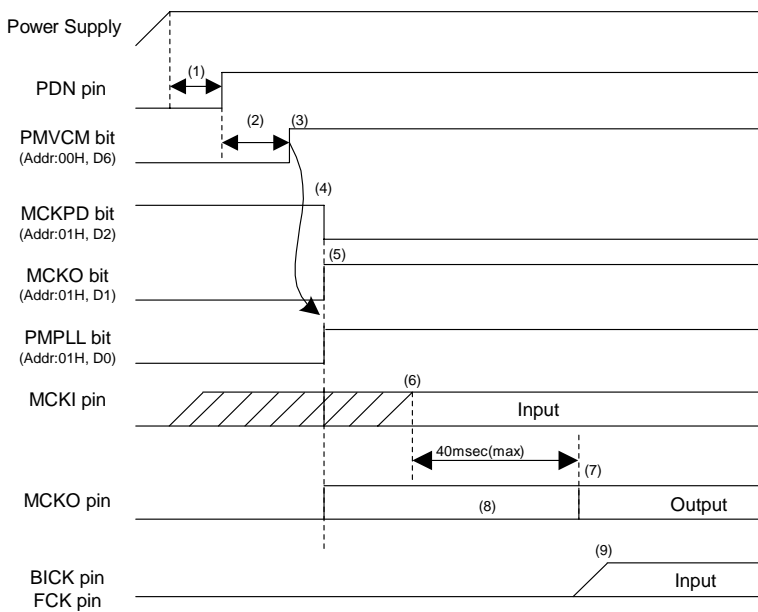 Power Supply
(1)
PDN pin
(2)
(3)
PMVCM bit
(Addr:00H, D6)
(4)
MCKPD bit
(Addr:01H, D2)
(5)
MCKO bit
(Addr:01H, D1)
PMPLL bit
(Addr:01H, D0)
(6)
MCKI pin
Input
40msec(max)
(7)
MCKO pin
(8)
Output
(9)
BICK pin
FCK pin
Input